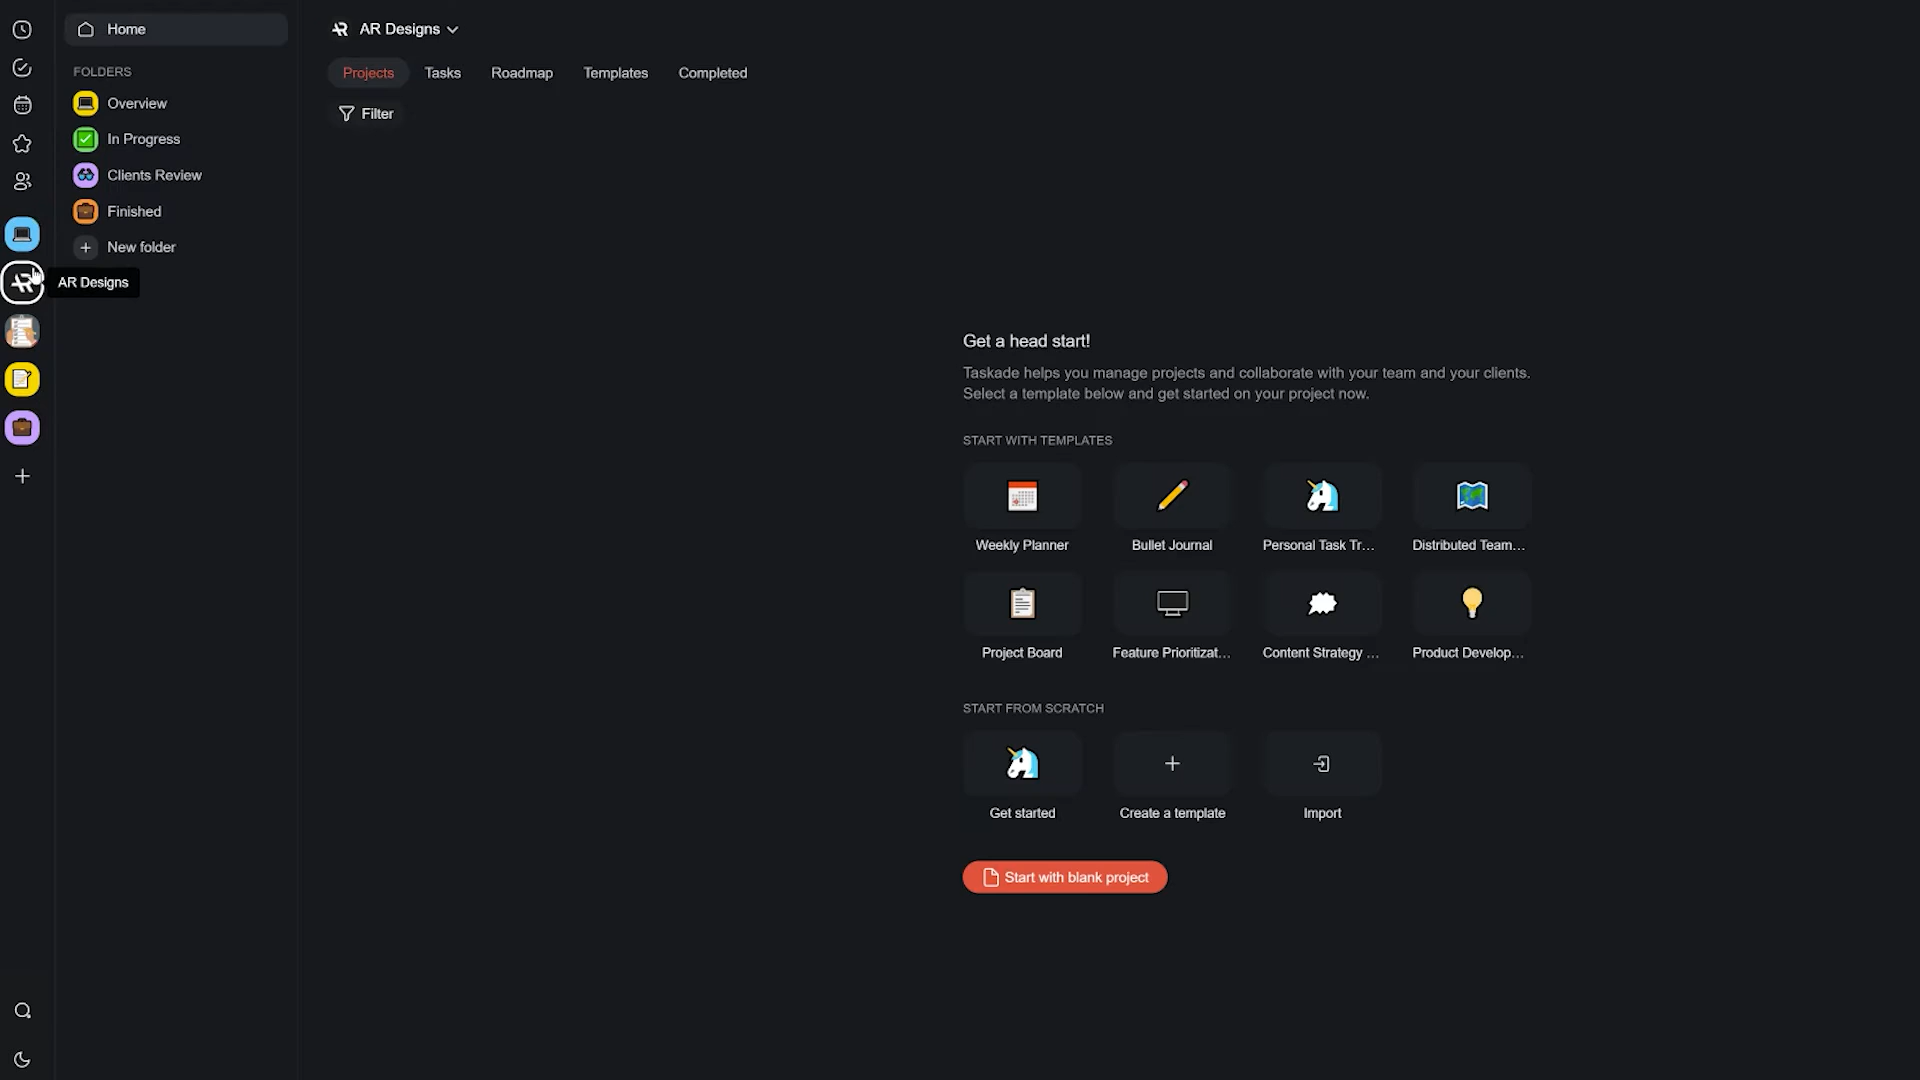 Home
FOLDERS
Overview
In Progress
Clients Review
Finished
New folder
AR Designs
AR Designs
Projects
Tasks
Roadmap
Templates
Completed
Filter
Get a head start!
Taskade helps you manage projects and collaborate with your team and your clients.
Select a template below and get started on your project now.
START WITH TEMPLATES
Weekly Planner
Bullet Journal
Personal Task Tr...
Distributed Team...
Project Board
Feature Prioritizat...
Content Strategy ...
Product Develop...
START FROM SCRATCH
Get started
Create a template
Import
Start with blank project